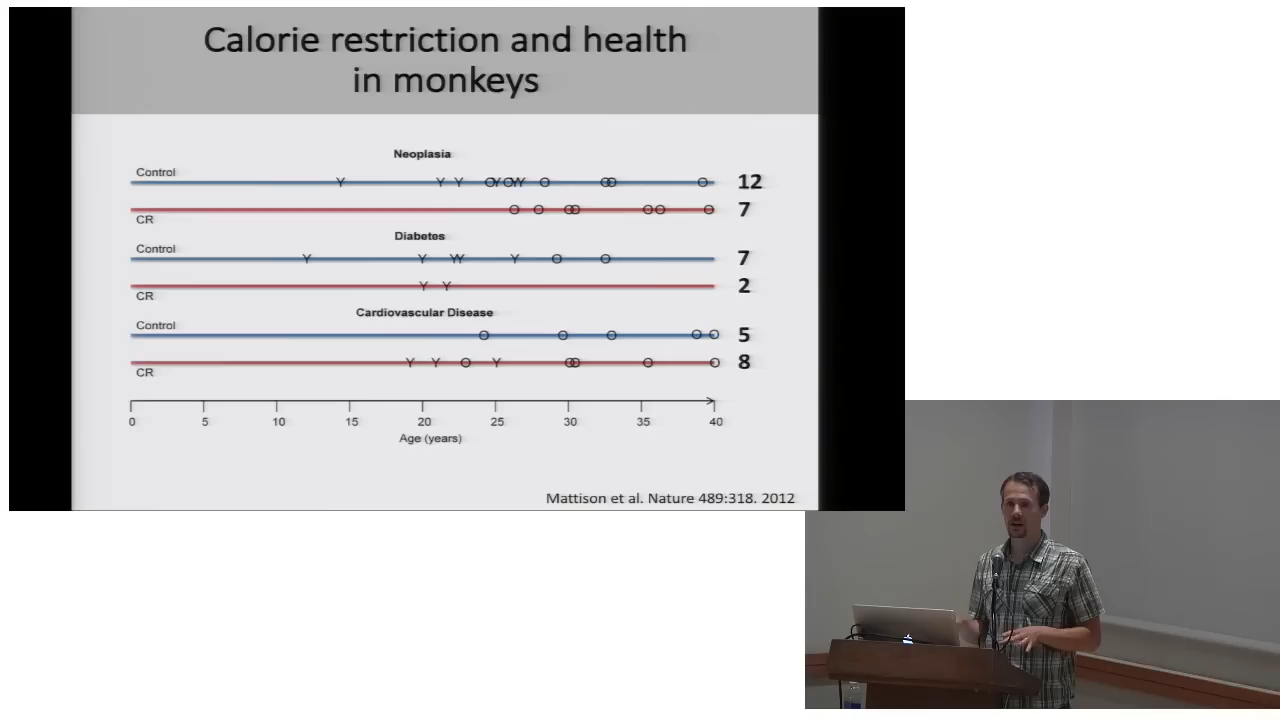 Calorie restriction and health
in monkeys
Neoplasia
Control
Y Y Y O Y O Y Y O O O O 12
O O O O O O O 7
CR
Diabetes
Control
Y Y Y Y Y O O 7
Y Y 2
CR
Cardiovascular Disease
Control
O O O O O 5
Y Y O Y O O O O 8
CR
0 5 10 15 20 25 30 35 40
Age (years)
Mattison et al. Nature 489:318. 2012